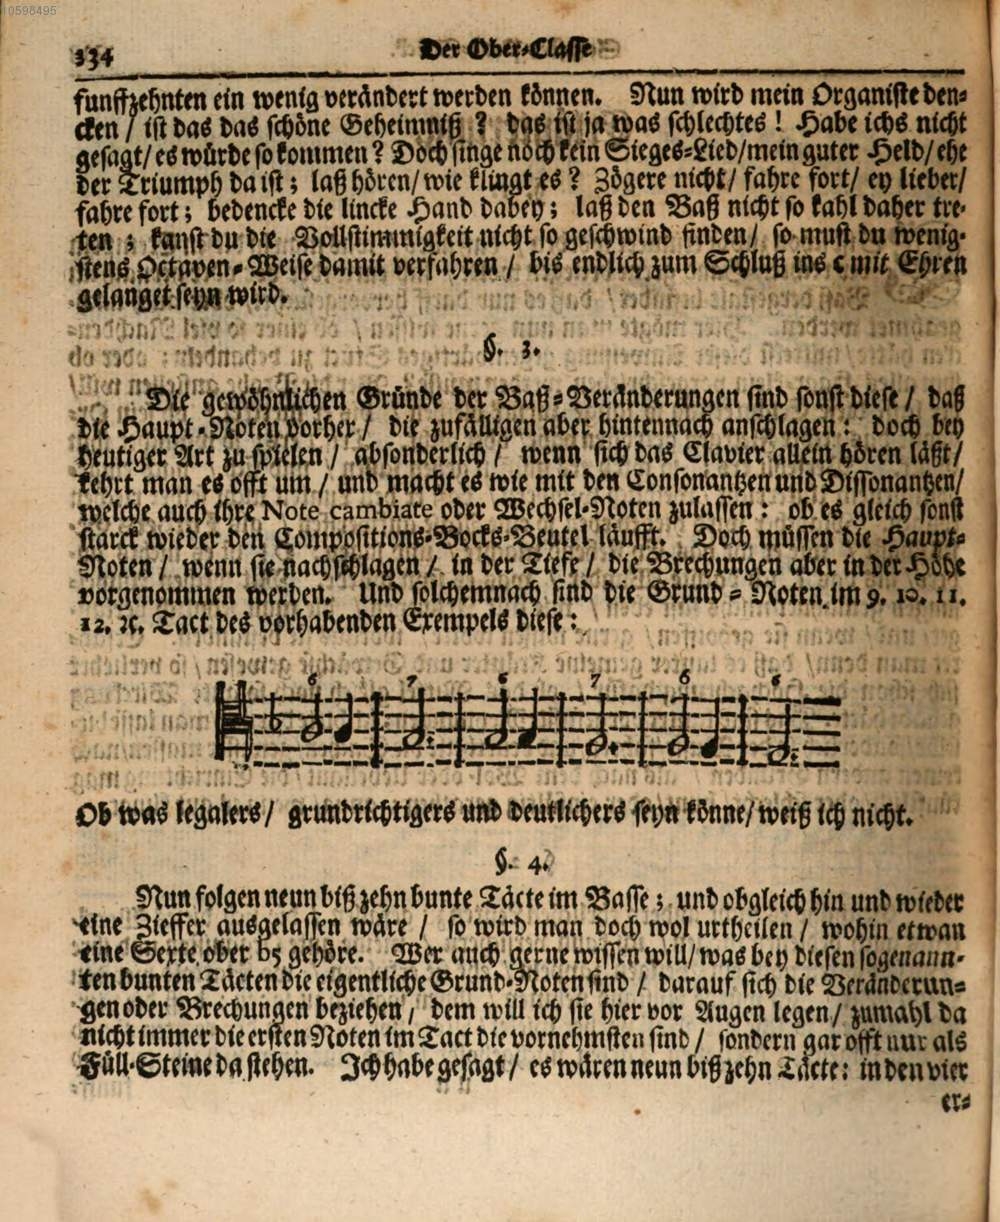 10598495
134
Der Ober-Classe
funffzehnten ein wenig verändert werden können. Nun wird mein Organiste den-
cken / ist das das schöne Geheimniß ? das ist ja was schlechtes ! Habe ichs nicht
gesagt / es würde so kommen ? Doch singe noch kein Sieges-Lied / mein guter Held / ehe
der Triumph da ist ; laß hören / wie klingt es ? Zögere nicht / fahre fort / ey lieber /
fahre fort ; bedencke die lincke Hand dabey ; laß den Baß nicht so kahl daher tre-
ten ; kanst du die Vollstimmigkeit nicht so geschwind finden / so must du wenig-
stens Octaven-Weise damit verfahren / bis endlich zum Schluß ins c mit Ehren
gelanget seyn wird.
§. 3.
Die gewöhnlichen Gründe der Baß-Veränderungen sind sonst diese / daß
die Haupt-Noten vorher / die zufälligen aber hintennach anschlagen : doch bey
heutiger Art zu spielen / absonderlich / wenn sich das Clavier allein hören läßt /
kehrt man es offt um / und macht es wie mit den Consonantzen und Dissonantzen /
welche auch ihre Note cambiate oder Wechsel-Noten zulassen : ob es gleich sonst
starck wieder den Compositions-Bocks-Beutel läufft. Doch müssen die Haupt-
Noten / wenn sie nachschlagen / in der Tiefe / die Brechungen aber in der Höhe
vorgenommen werden. Und solchemnach sind die Grund-Noten im 9. 10. 11.
12. ꝛc. Tact des vorhabenden Exempels diese :
6 7 6 7 6 6
Ob was legalers / grundrichtigers und deutlichers seyn könne / weiß ich nicht.
§. 4.
Nun folgen neun biß zehn bunte Täcte im Basse ; und obgleich hin und wieder
eine Zieffer ausgelassen wäre / so wird man doch wol urtheilen / wohin etwan
eine Sexte ober b5 gehöre. Wer auch gerne wissen will / was bey diesen sogenann-
ten bunten Täcten die eigentliche Grund-Noten sind / darauf sich die Veränderun-
gen oder Brechungen beziehen / dem will ich sie hier vor Augen legen / zumahl da
nicht immer die ersten Noten im Tact die vornehmsten sind / sondern gar offt nur als
Füll-Steine da stehen. Ich habe gesagt / es wären neun biß zehn Täcte : in den vier
er-